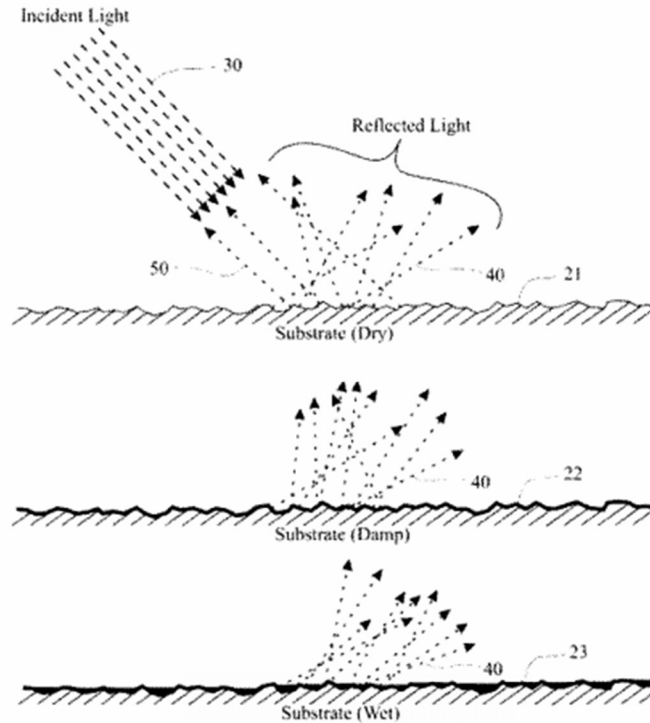 Incident Light
30
Reflected Light
50
40
21
Substrate (Dry)
40
22
Substrate (Damp)
40
23
Substrate (Wet)